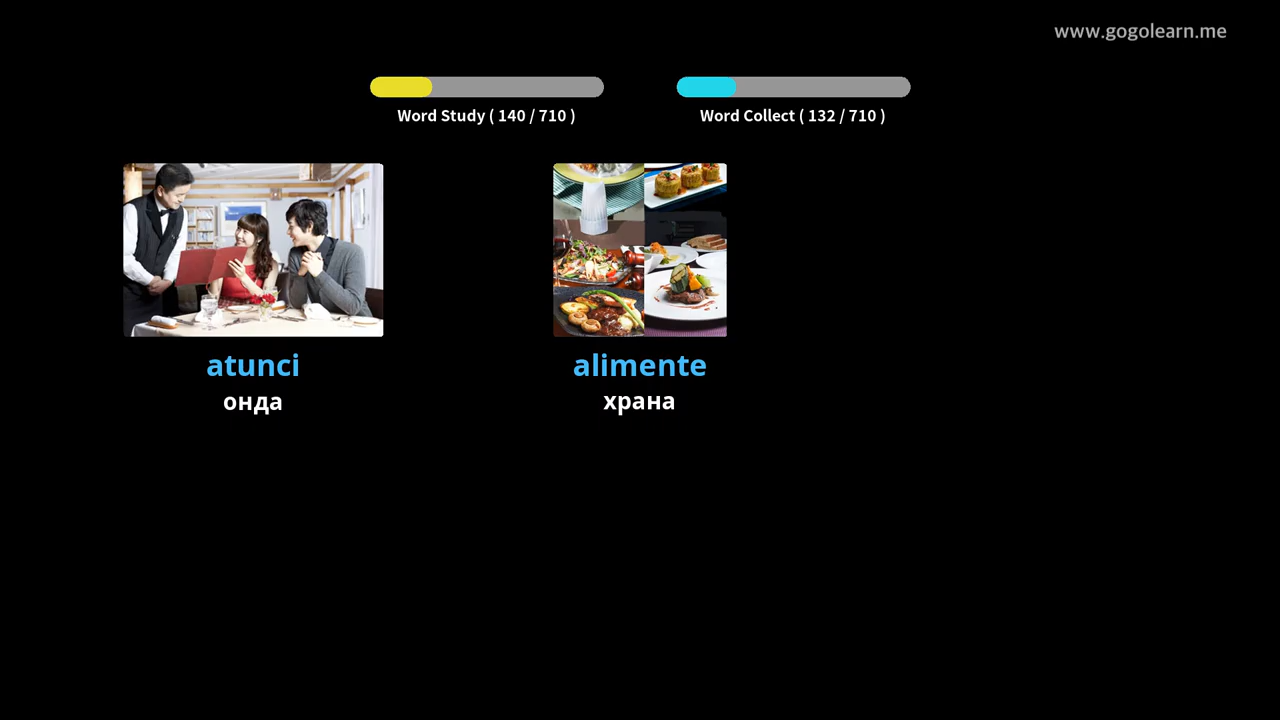 www.gogolearn.me
Word Study ( 140 / 710 )
Word Collect ( 132 / 710 )
atunci
онда
alimente
храна